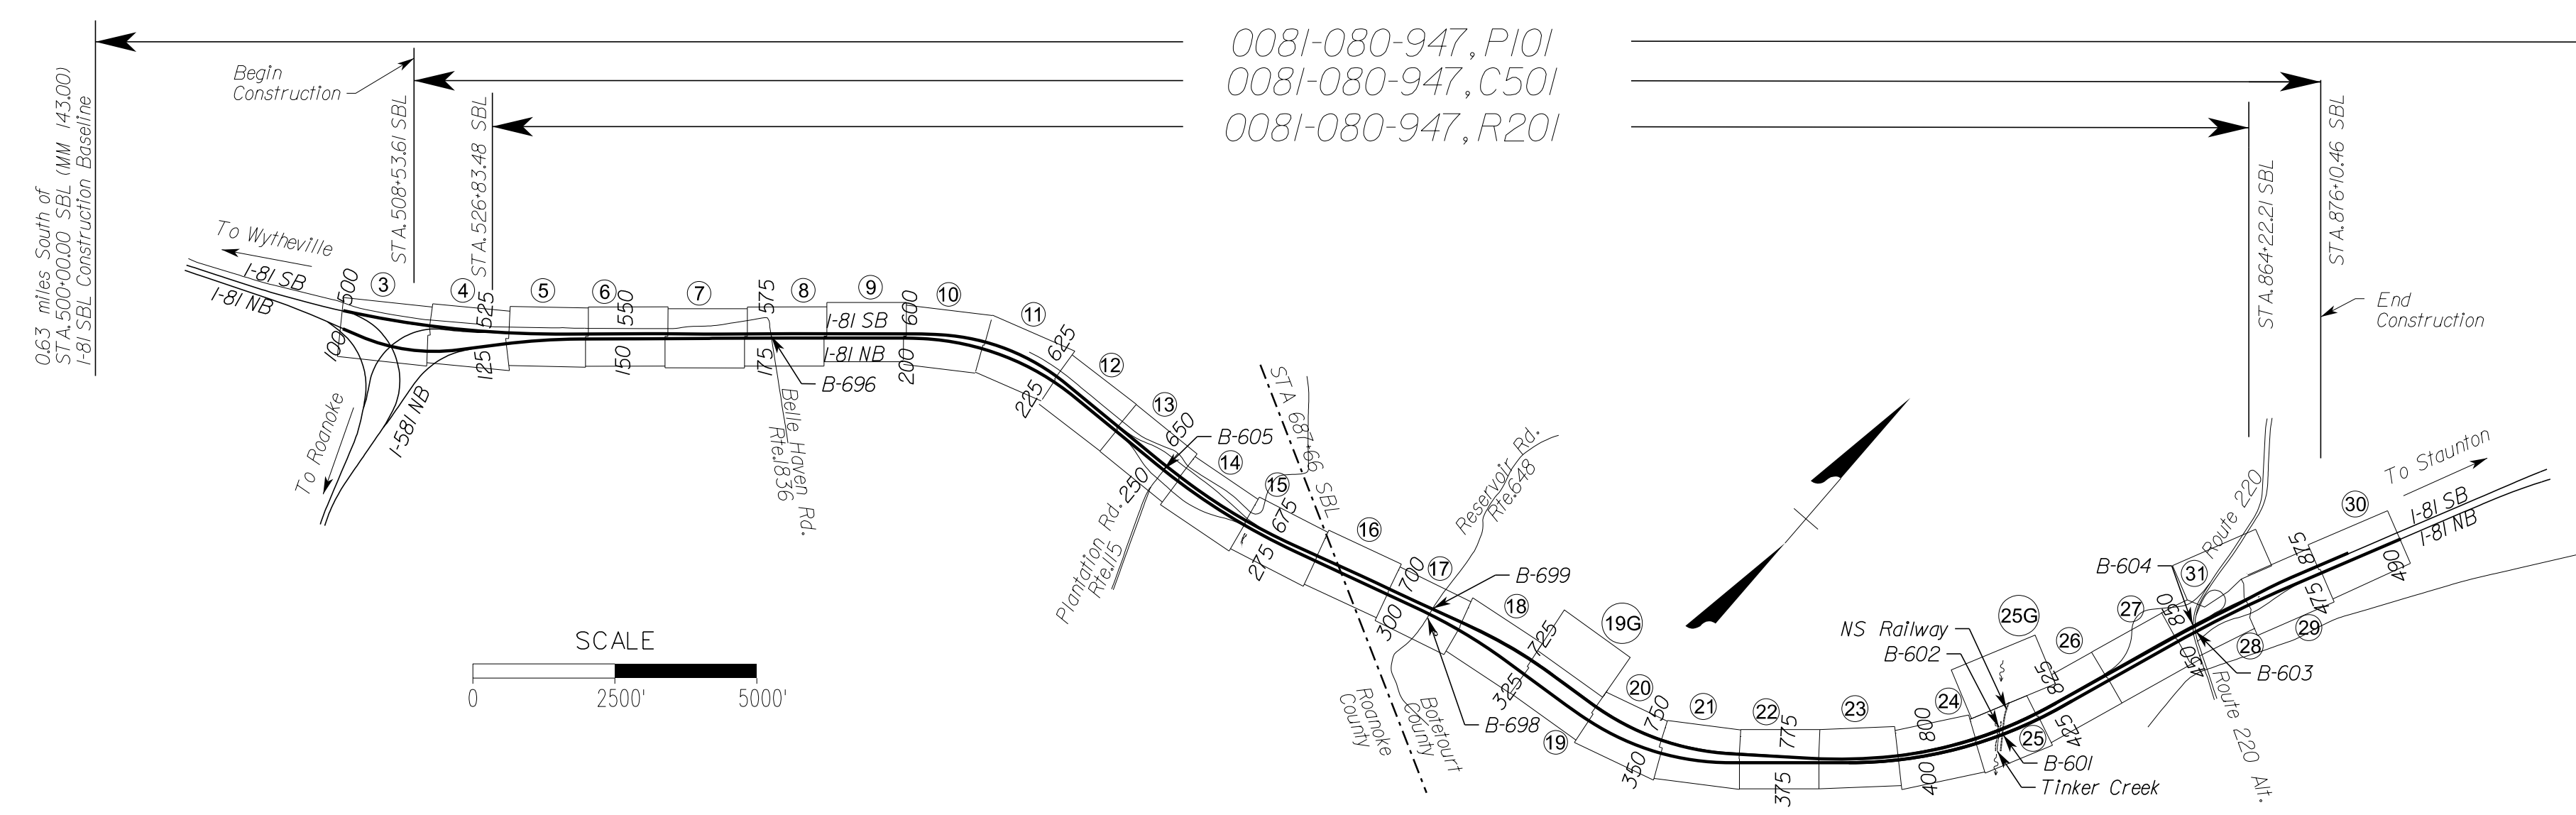 0081-080-947, P101
0081-080-947, C501
0081-080-947, R201
0.63 miles South of
STA. 500+00.00 SBL (MM 143.00)
I-81 SBL Construction Baseline
Begin
Construction
STA. 508+53.61 SBL
STA. 526+83.48 SBL
STA. 864+22.21 SBL
STA. 876+10.46 SBL
End
Construction
To Wytheville
I-81 SB
I-81 NB
To Roanoke
I-581 NB
500
3
4
525
5
6
550
7
575
8
9
600
10
11
625
12
13
650
14
15
675
16
700
17
18
725
19G
20
750
21
22
775
23
800
24
25G
825
26
27
850
31
875
30
100
125
150
175
200
225
250
275
300
325
19
350
375
400
25
425
450
28
29
475
490
I-81 SB
I-81 NB
B-696
Belle Haven Rd.
Rte. 1836
B-605
Plantation Rd.
Rte. 115
STA 687+66 SBL
Roanoke
County
Botetourt
County
Reservoir Rd.
Rte. 648
B-699
B-698
NS Railway
B-602
B-601
Tinker Creek
B-604
B-603
Route 220
Route 220 Alt.
To Staunton
I-81 SB
I-81 NB
SCALE
0
2500'
5000'